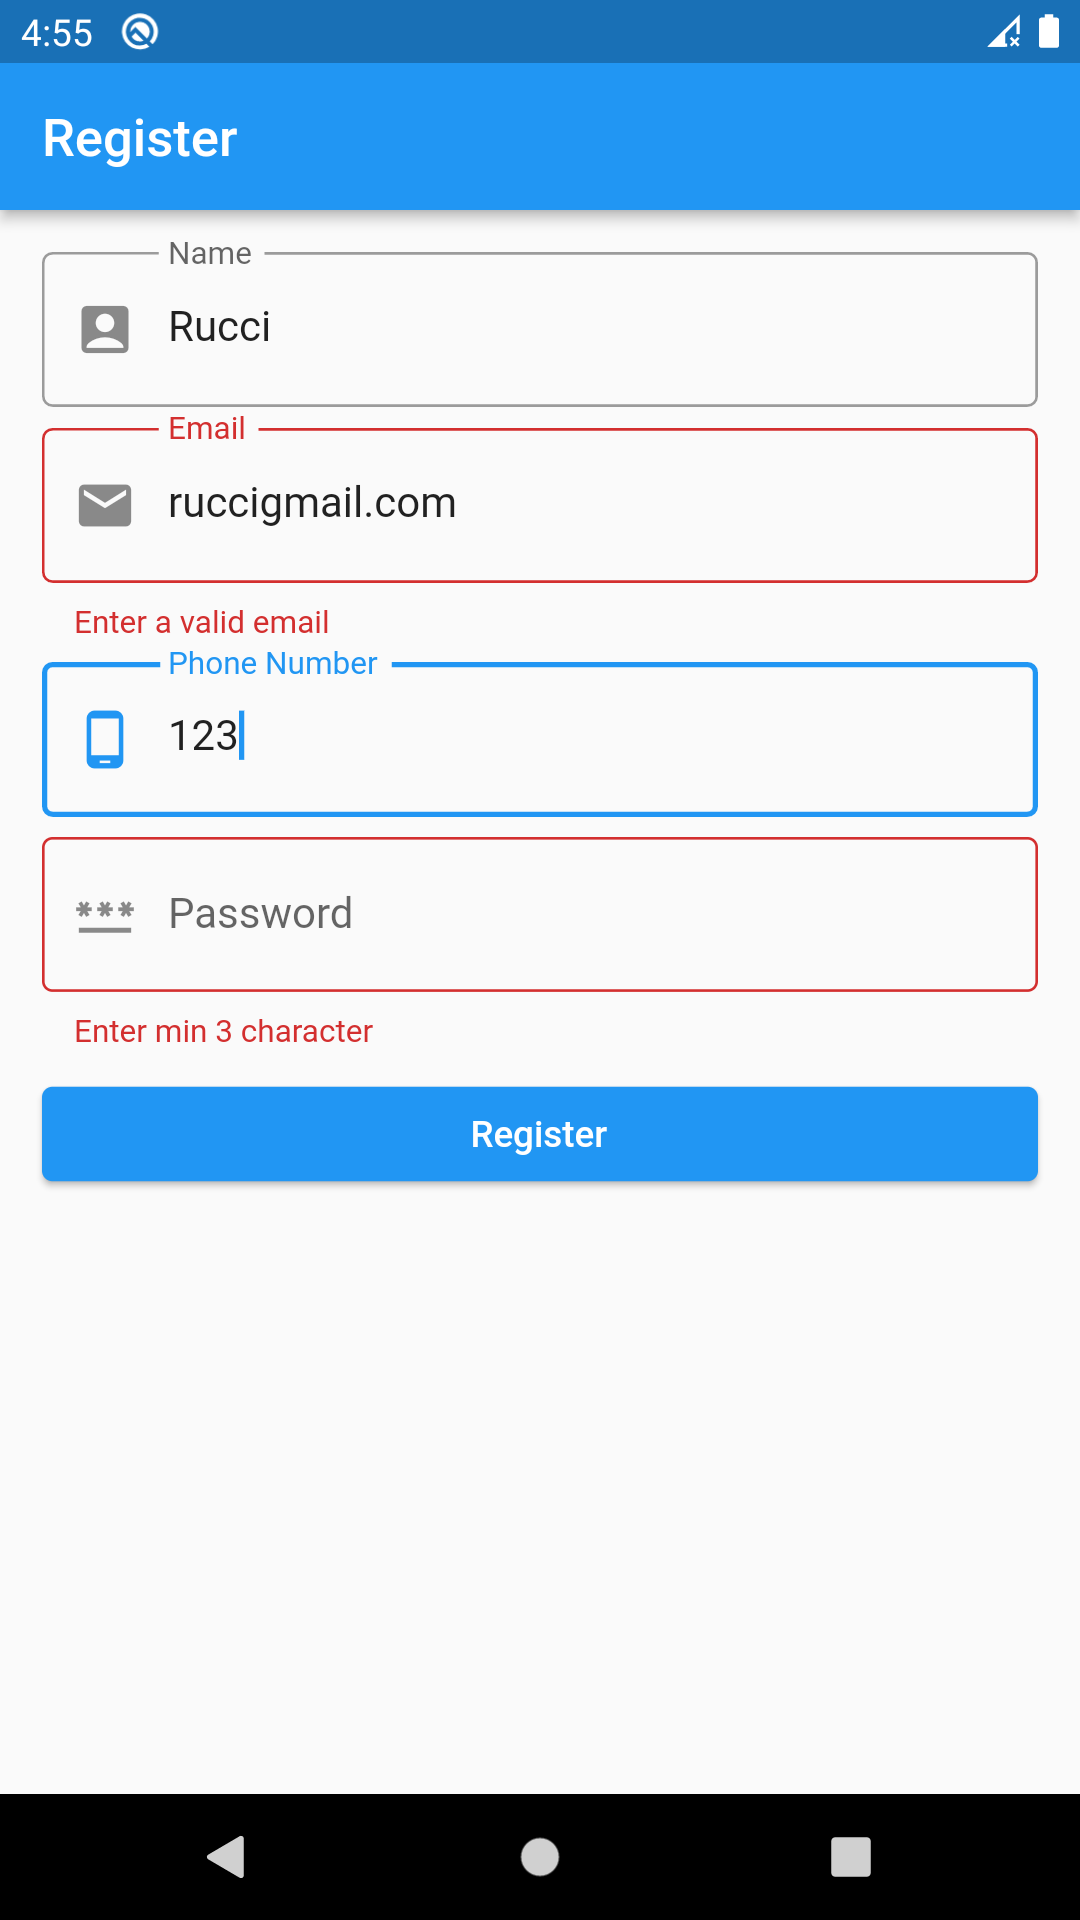 4:55
Register
Name
Rucci
Email
ruccigmail.com
Enter a valid email
Phone Number
123
Password
Enter min 3 character
Register